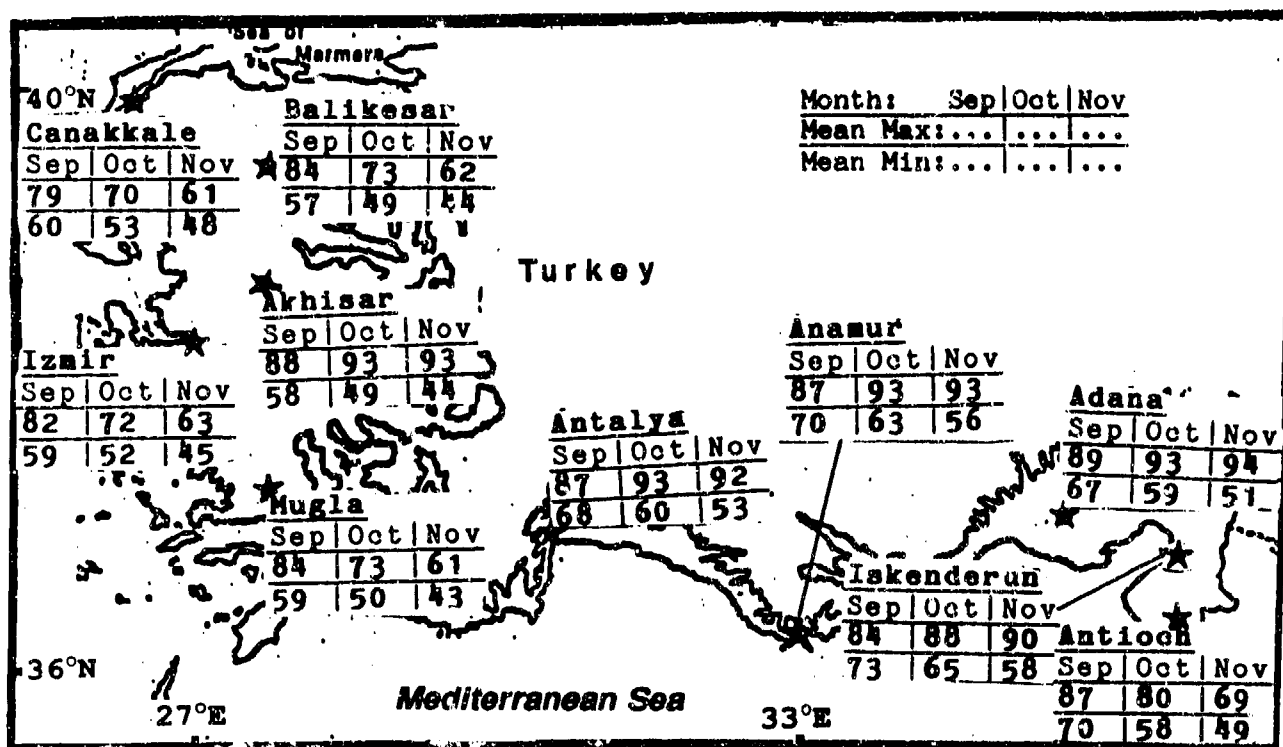 Sea of
Marmara
40°N
Month: Sep|Oct|Nov
Mean Max:...|...|...
Mean Min:...|...|...
Canakkale
Sep|Oct|Nov
79|70|61
60|53|48
Balikesar
Sep|Oct|Nov
84|73|62
57|49|44
Turkey
Akhisar
Sep|Oct|Nov
88|93|93
58|49|44
Izmir
Sep|Oct|Nov
82|72|63
59|52|45
Anamur
Sep|Oct|Nov
87|93|93
70|63|56
Adana
Sep|Oct|Nov
89|93|94
67|59|51
Antalya
Sep|Oct|Nov
87|93|92
68|60|53
Mugla
Sep|Oct|Nov
84|73|61
59|50|43
Iskenderun
Sep|Oct|Nov
84|88|90
73|65|58
Antioch
Sep|Oct|Nov
87|80|69
70|58|49
36°N
Mediterranean Sea
27°E
33°E